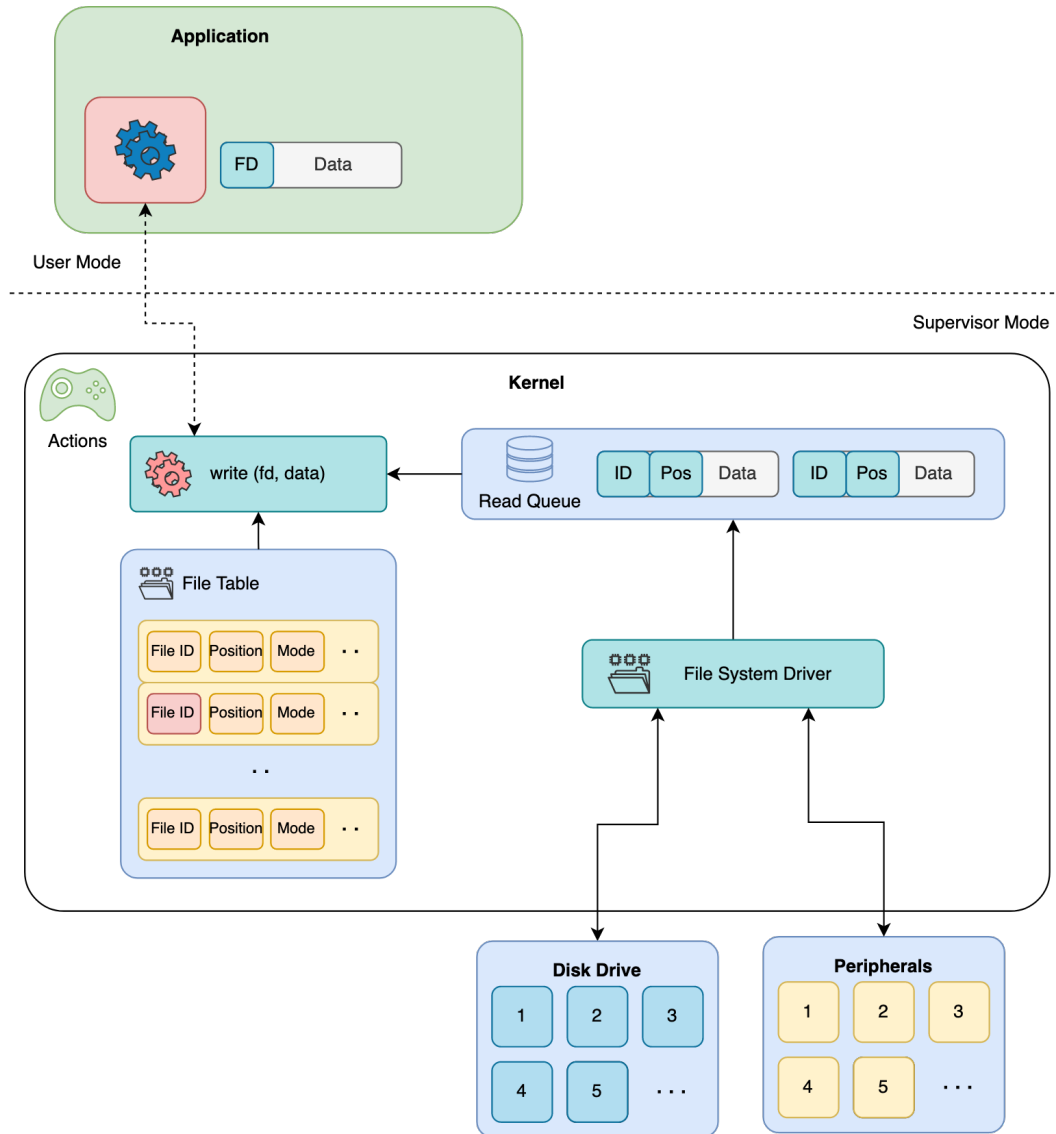 Application
FD Data
User Mode
Supervisor Mode
Kernel
Actions
write (fd, data)
Read Queue
ID Pos Data ID Pos Data
File Table
File ID Position Mode . .
File ID Position Mode . .
. .
File ID Position Mode . .
File System Driver
Disk Drive
1 2 3
4 5 . . .
Peripherals
1 2 3
4 5 . . .